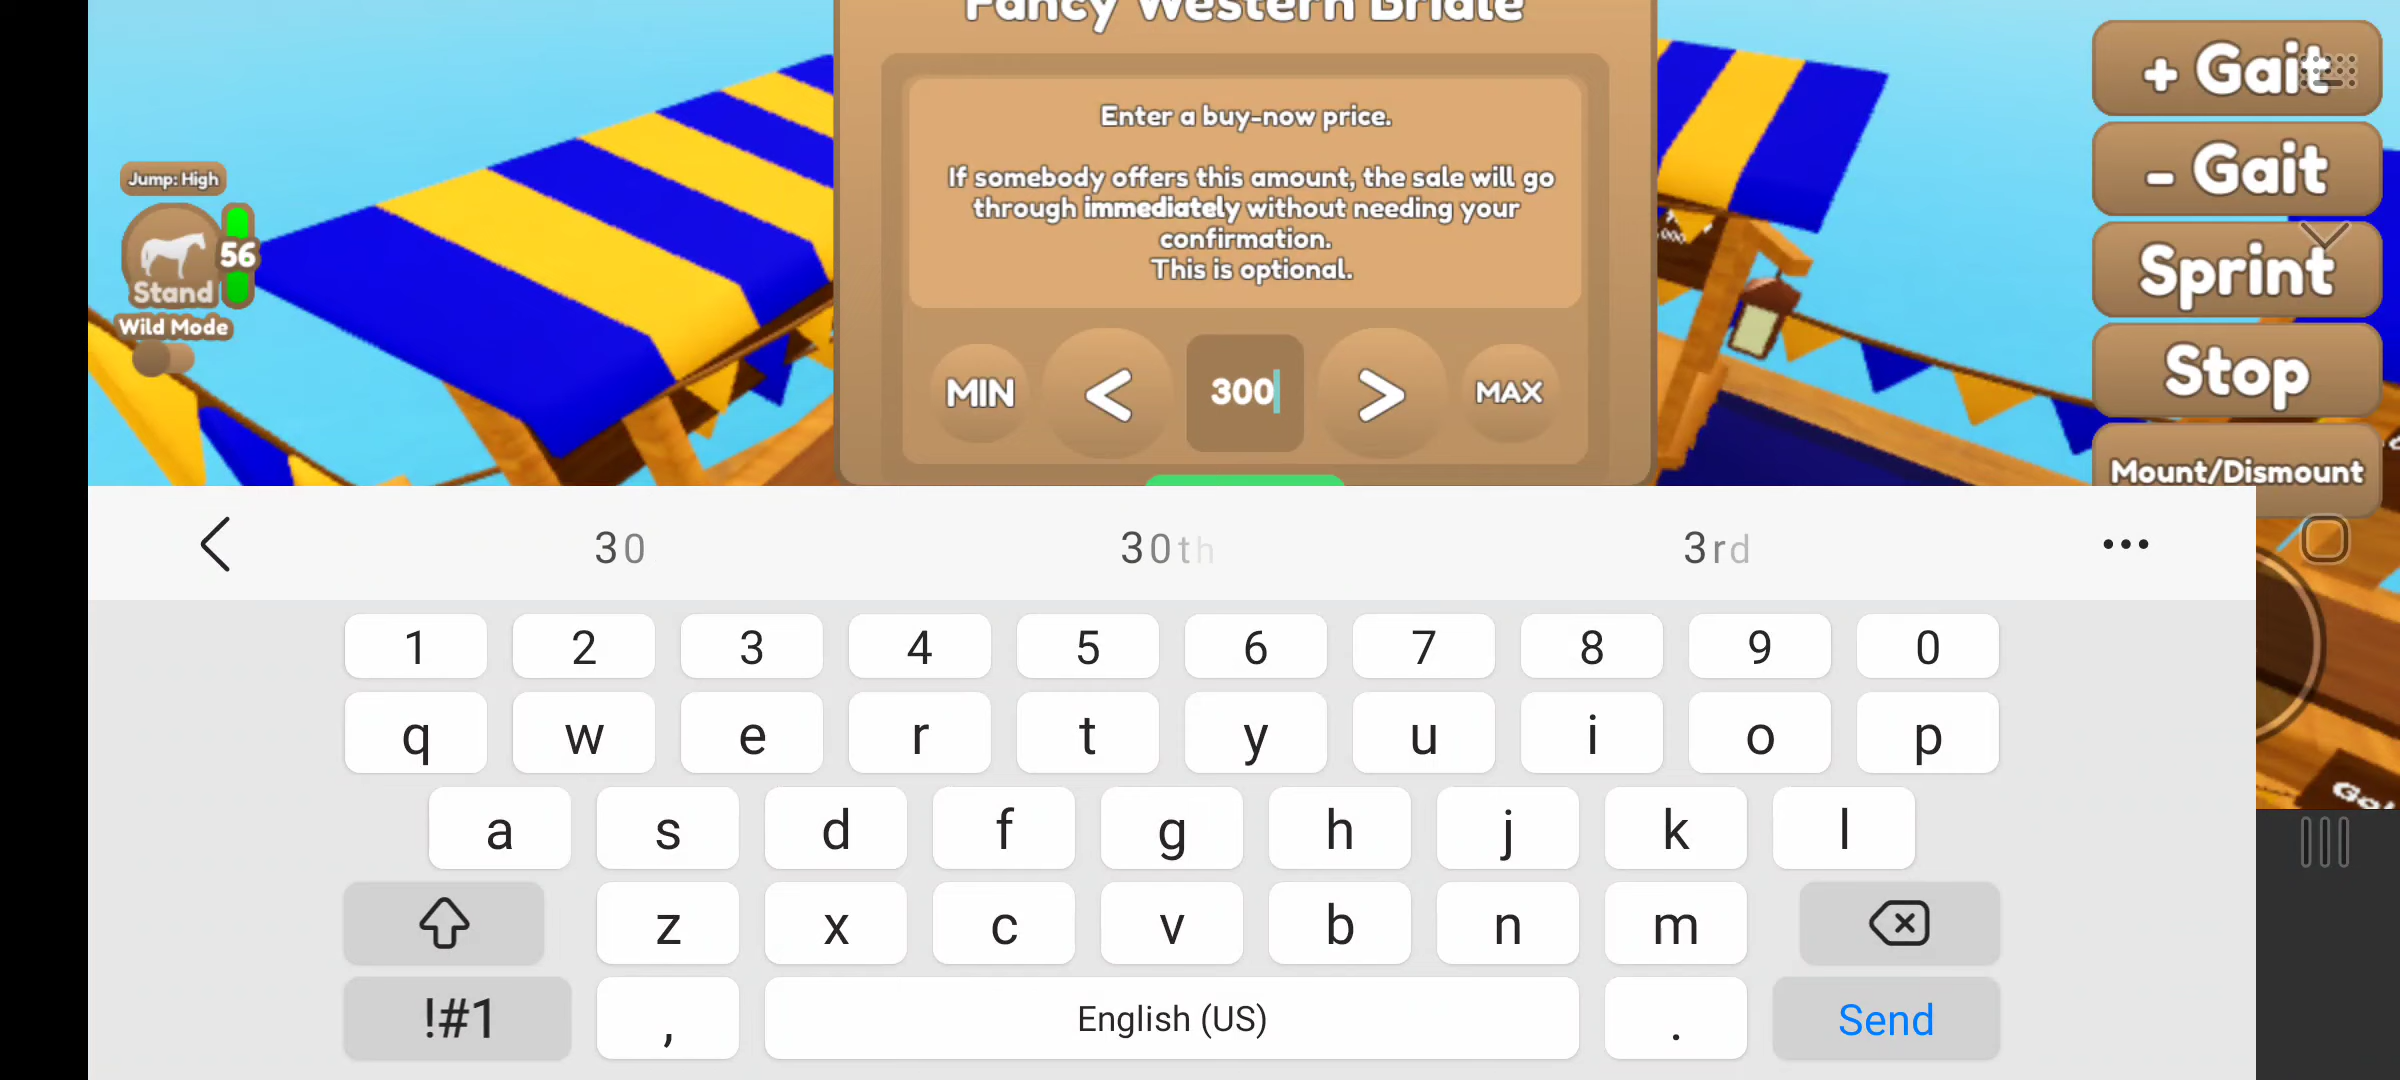 Fancy Western Bridle
Enter a buy-now price.
If somebody offers this amount, the sale will go
through immediately without needing your
confirmation.
This is optional.
MIN < 300 > MAX
Jump: High
56
Stand
Wild Mode
+ Gait
- Gait
Sprint
Stop
Mount/Dismount
30 30th 3rd
1 2 3 4 5 6 7 8 9 0
q w e r t y u i o p
a s d f g h j k l
z x c v b n m
!#1 , English (US) . Send